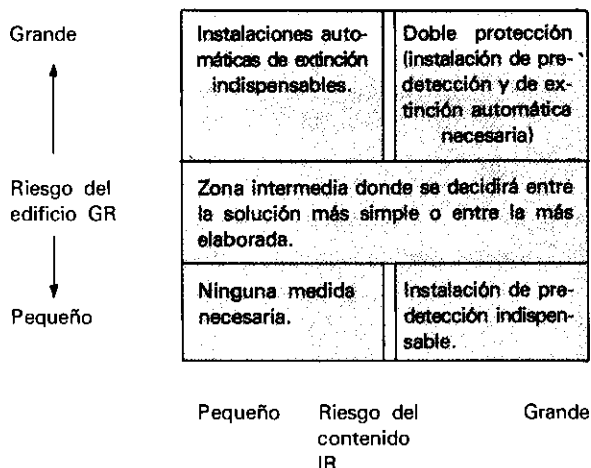 Grande
Instalaciones auto-
máticas de extinción
indispensables.
Doble protección
(instalación de pre-
detección y de ex-
tinción automática
necesaria)
Riesgo del
edificio GR
Zona intermedia donde se decidirá entre
la solución más simple o entre la más
elaborada.
Pequeño
Ninguna medida
necesaria.
Instalación de pre-
detección indispen-
sable.
Pequeño
Riesgo del
contenido
IR
Grande